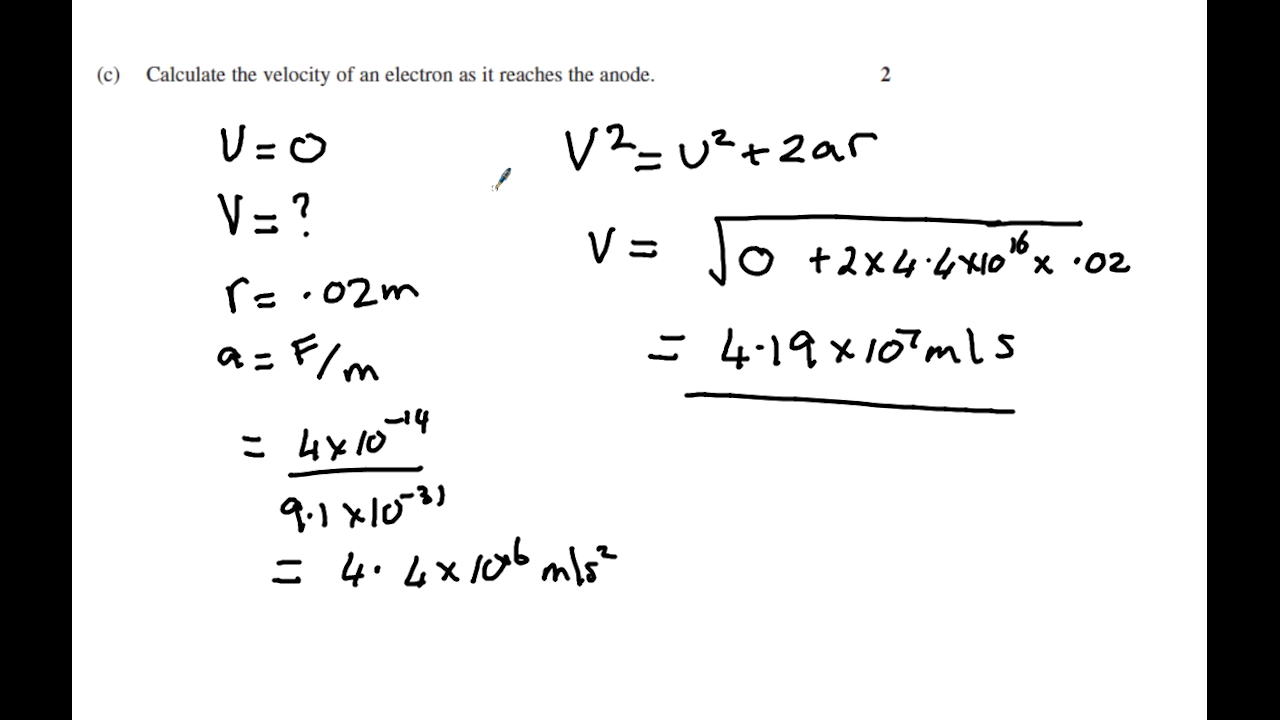 (c) Calculate the velocity of an electron as it reaches the anode. 2
U = 0
V = ?
r = .02m
a = F/m
= 4×10⁻¹⁴
9.1×10⁻³¹
= 4.4×10¹⁶ m/s²
V² = U² + 2ar
V = √0 + 2×4.4×10¹⁶ × .02
= 4.19×10⁷ m/s